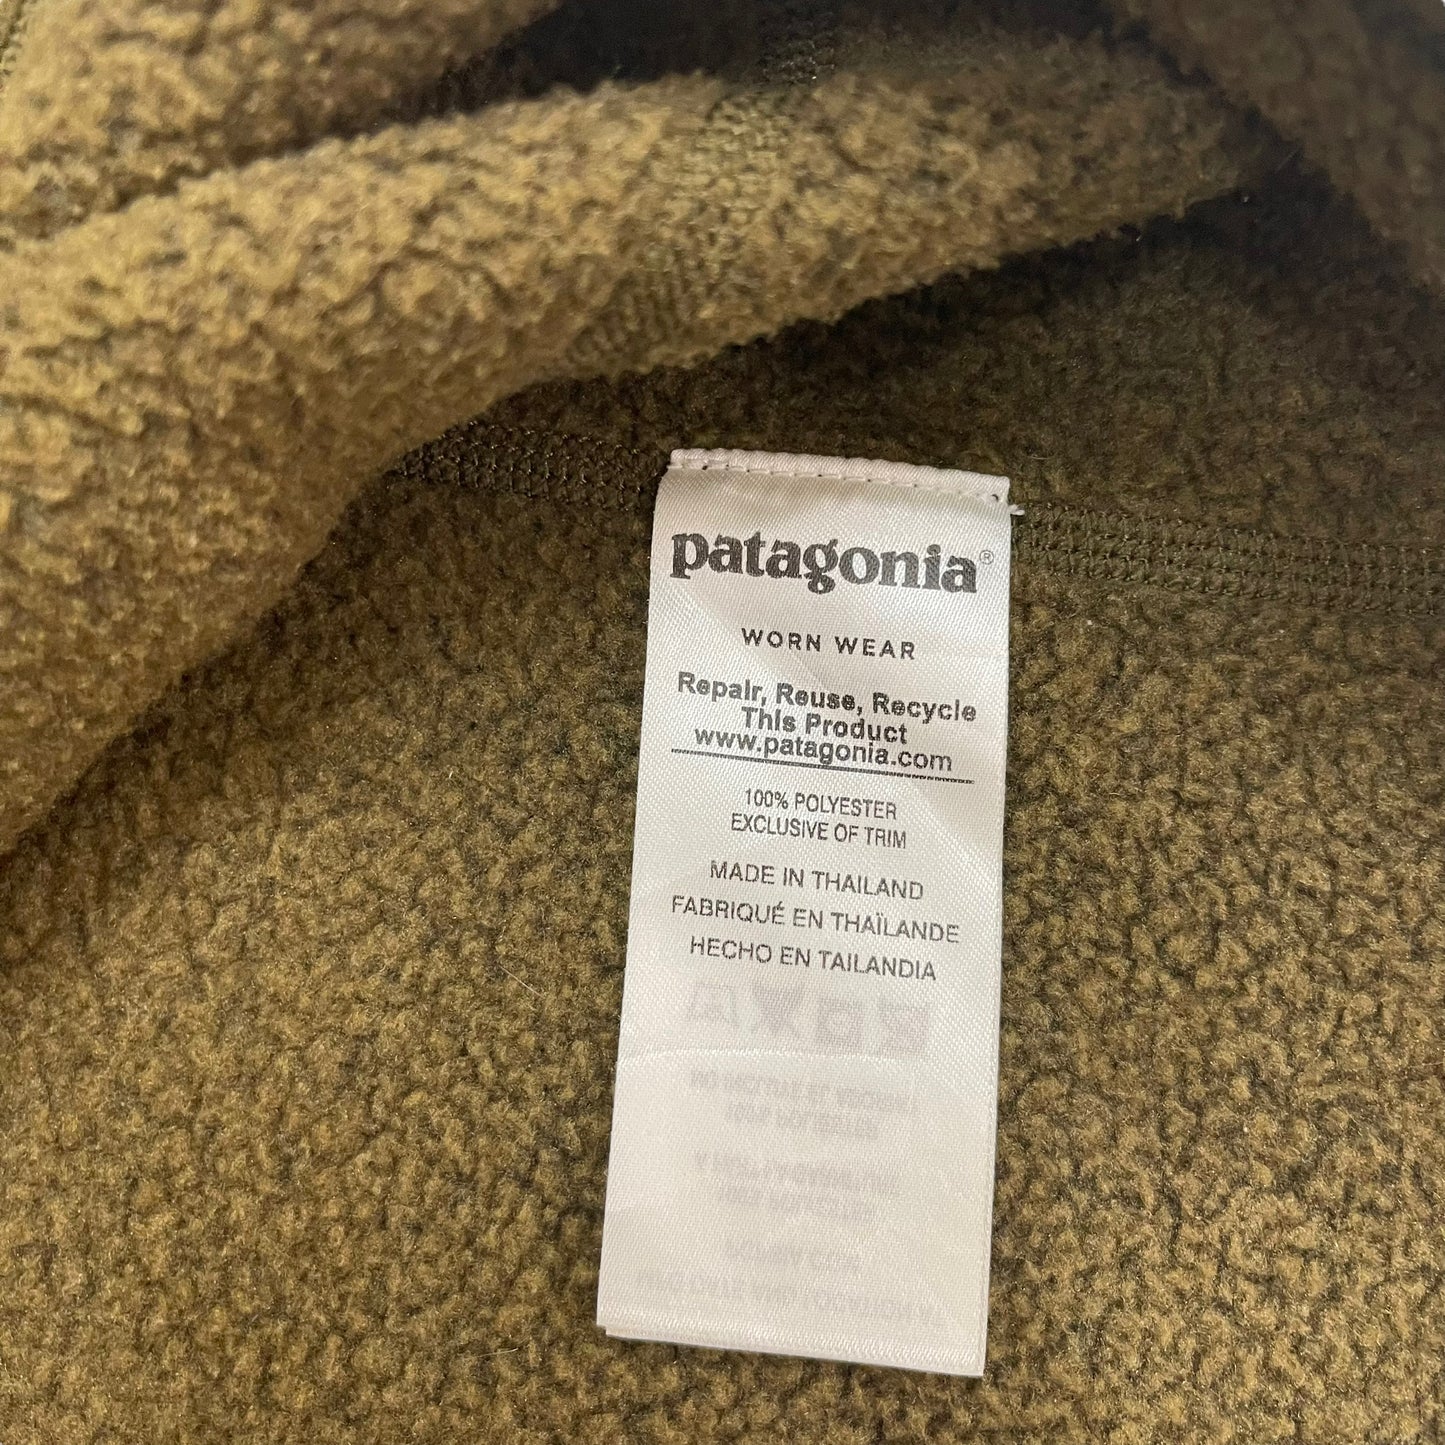 patagonia®
WORN WEAR
Repair, Reuse, Recycle
This Product
www.patagonia.com
100% POLYESTER
EXCLUSIVE OF TRIM
MADE IN THAILAND
FABRIQUÉ EN THAÏLANDE
HECHO EN TAILANDIA